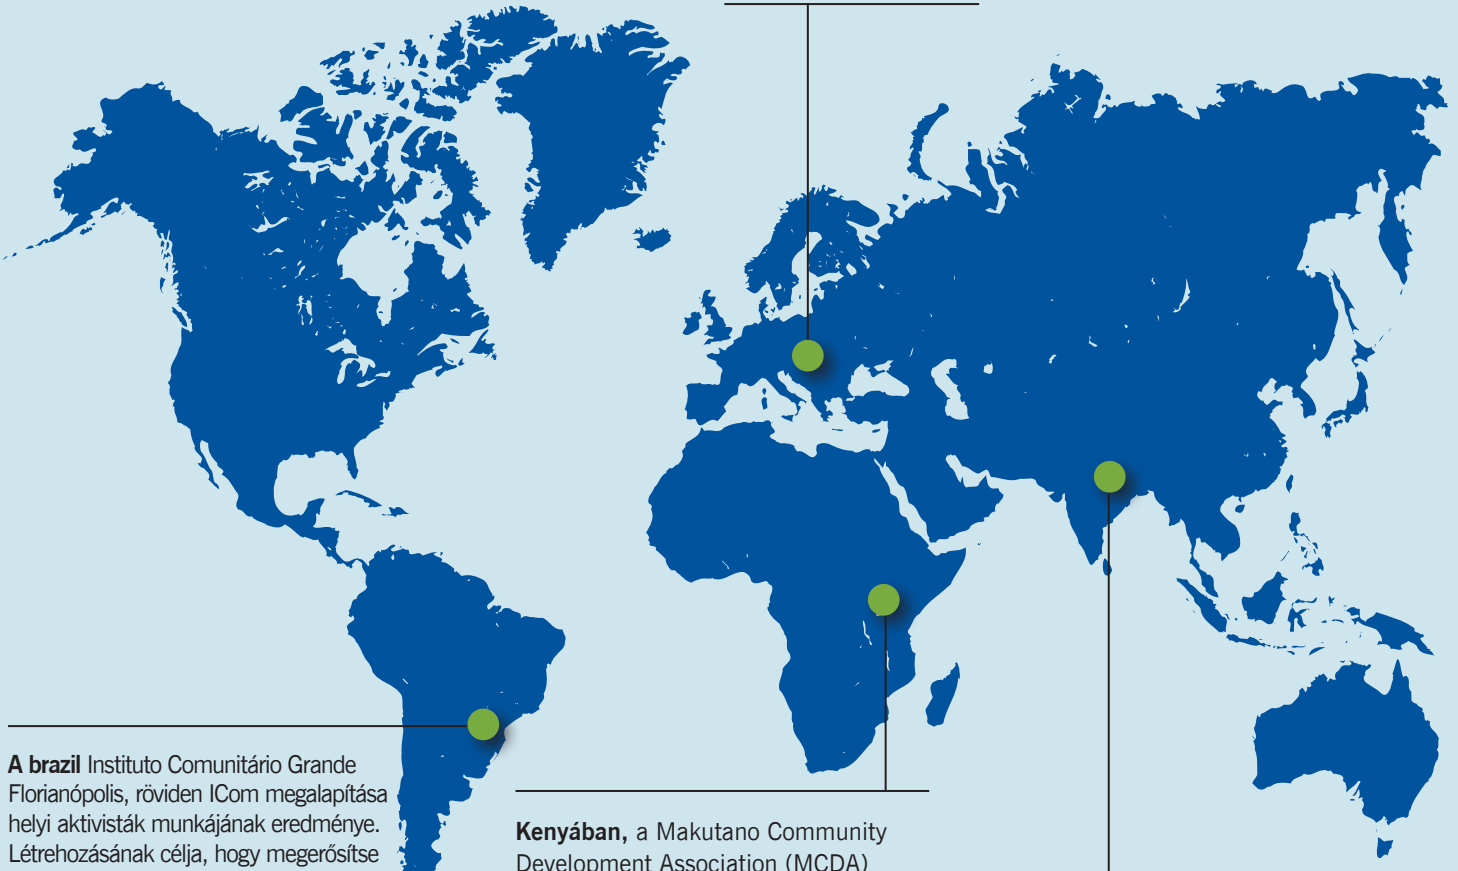 A brazil Instituto Comunitário Grande
Florianópolis, röviden ICom megalapítása
helyi aktivisták munkájának eredménye.
Létrehozásának célja, hogy megerősítse
Kenyában, a Makutano Community
Development Association (MCDA)